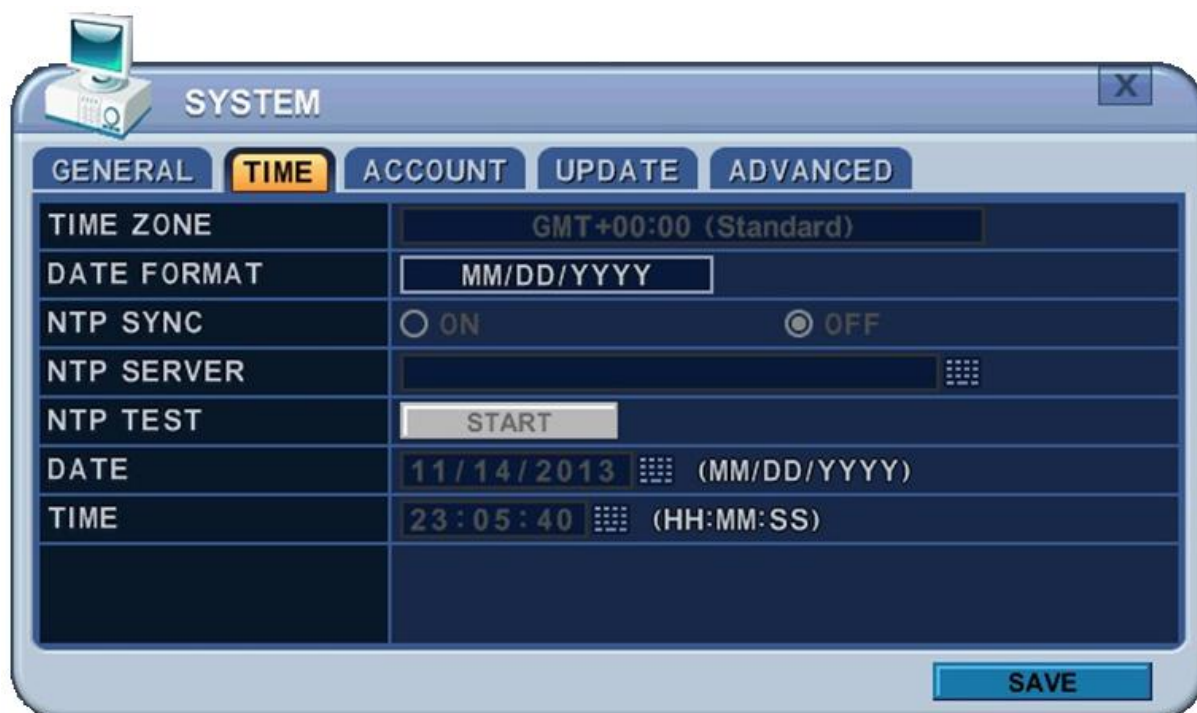 SYSTEM
X
GENERAL TIME ACCOUNT UPDATE ADVANCED
TIME ZONE GMT+00:00 (Standard)
DATE FORMAT MM/DD/YYYY
NTP SYNC ON OFF
NTP SERVER
NTP TEST START
DATE 11/14/2013 (MM/DD/YYYY)
TIME 23:05:40 (HH:MM:SS)
SAVE